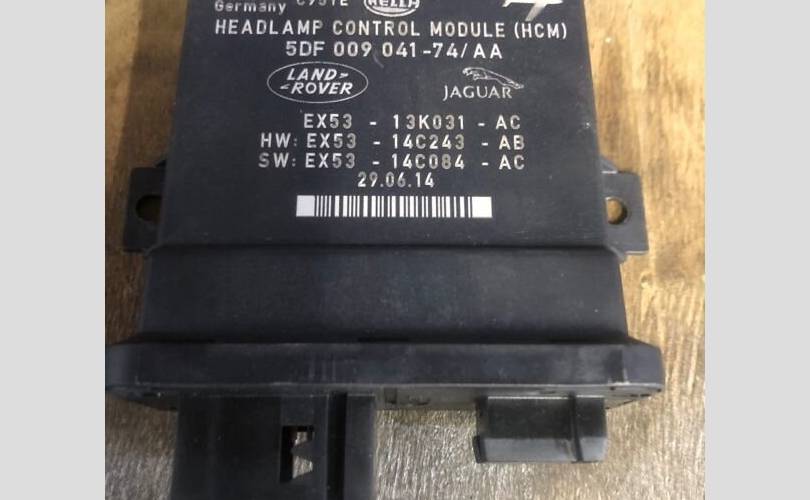 Germany HELLA
HEADLAMP CONTROL MODULE (HCM)
5DF 009 041-74/AA
LAND-
-ROVER
JAGUAR
EX53 - 13K031 - AC
HW: EX53 - 14C243 - AB
SW: EX53 - 14C084 - AC
29.06.14